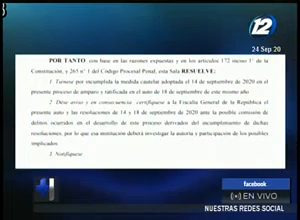 12
24 Sep 20
POR TANTO, con base en las razones expuestas y en los artículos 172 inciso 1° de la
Constitución, y 265 n° 1 del Código Procesal Penal, esta Sala RESUELVE:
1. Tiénese por incumplida la medida cautelar adoptada el 14 de septiembre de 2020 en
el presente proceso de amparo y ratificada en el auto de 18 de septiembre de este mismo año
2. Dése aviso y en consecuencia certifíquese a la Fiscalía General de la República el
presente auto y las resoluciones de 14 y 18 de septiembre de 2020 ante la posible comisión de
delitos ocurridos en el desarrollo de este proceso derivados del incumplimiento de dichas
resoluciones, por lo que esa institución deberá investigar la autoría y participación de los posibles
implicados.
3. Notifíquese
facebook
EN VIVO
NUESTRAS REDES SOCIAL